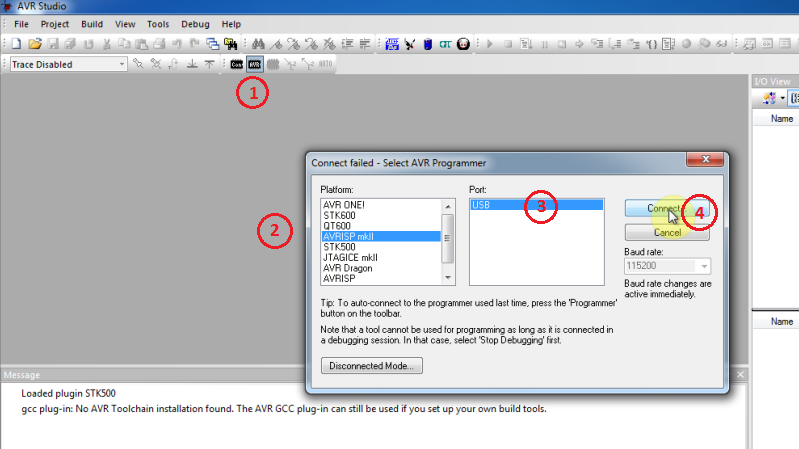 AVR Studio
File Project Build View Tools Debug Help
Trace Disabled
Con AVR AUTO
1
I/O View
Name
Connect failed - Select AVR Programmer
Platform:
Port:
AVR ONE!
STK600
QT600
AVRISP mkII
STK500
JTAGICE mkII
AVR Dragon
AVRISP
2
USB
3
Connect...
4
Cancel
Baud rate:
115200
Baud rate changes are
active immediately.
Tip: To auto-connect to the programmer used last time, press the 'Programmer'
button on the toolbar.
Note that a tool cannot be used for programming as long as it is connected in
a debugging session. In that case, select 'Stop Debugging' first.
Disconnected Mode...
Name
Message
Loaded plugin STK500
gcc plug-in: No AVR Toolchain installation found. The AVR GCC plug-in can still be used if you set up your own build tools.